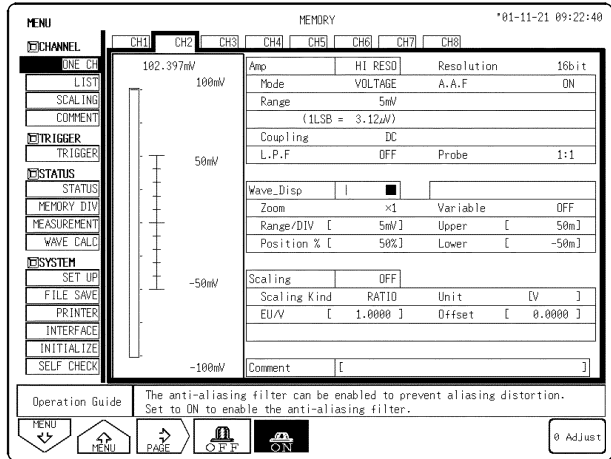 MENU
MEMORY
'01-11-21 09:22:40
CHANNEL
ONE CH
LIST
SCALING
COMMENT
TRIGGER
TRIGGER
STATUS
STATUS
MEMORY DIV
MEASUREMENT
WAVE CALC
SYSTEM
SET UP
FILE SAVE
PRINTER
INTERFACE
INITIALIZE
SELF CHECK
CH1 CH2 CH3 CH4 CH5 CH6 CH7 CH8
102.397mV
100mV
50mV
-50mV
-100mV
Amp HI RESO Resolution 16bit
Mode VOLTAGE A.A.F ON
Range 5mV
(1LSB = 3.12μV)
Coupling DC
L.P.F OFF Probe 1:1
Wave_Disp
Zoom ×1 Variable OFF
Range/DIV [ 5mV] Upper [ 50m]
Position % [ 50%] Lower [ -50m]
Scaling OFF
Scaling Kind RATIO Unit [V ]
EU/V [ 1.0000 ] Offset [ 0.0000 ]
Comment [ ]
Operation Guide
The anti-aliasing filter can be enabled to prevent aliasing distortion.
Set to ON to enable the anti-aliasing filter.
MENU
MENU
PAGE
OFF
ON
0 Adjust